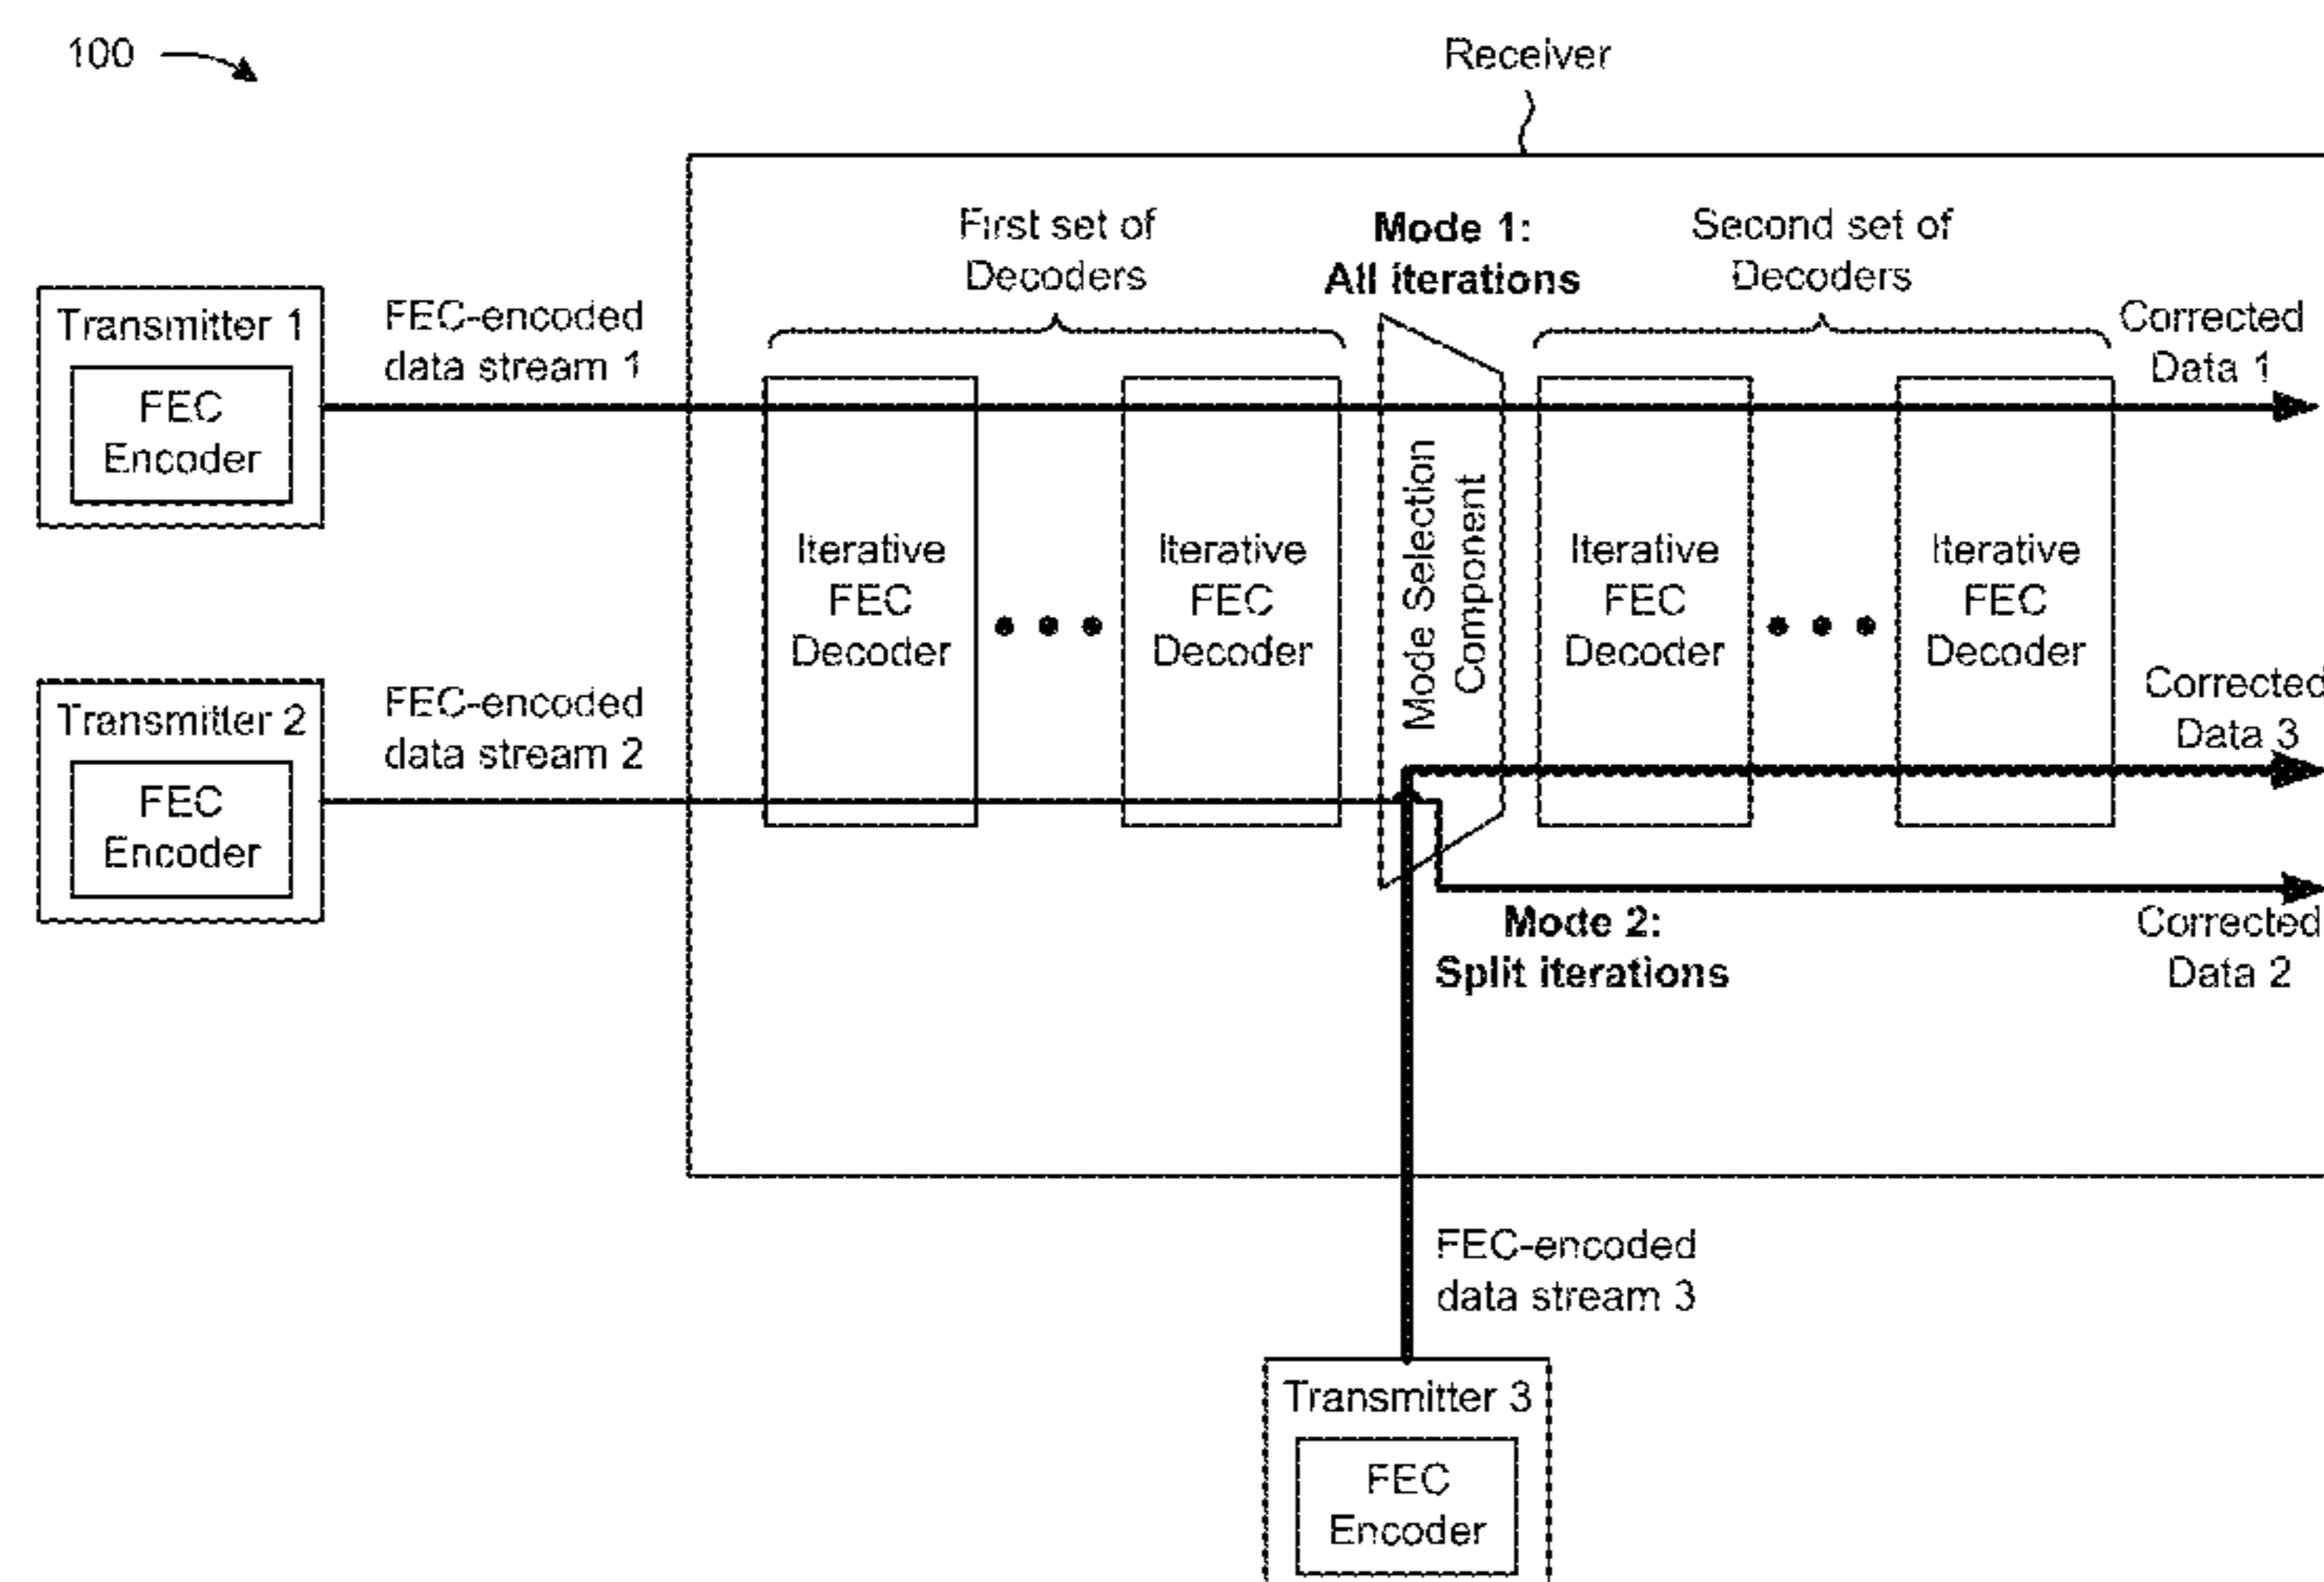 100
Receiver
First set of
Decoders
Mode 1:
All iterations
Second set of
Decoders
Transmitter 1
FEC
Encoder
FEC-encoded
data stream 1
Corrected
Data 1
Iterative
FEC
Decoder
Iterative
FEC
Decoder
Mode Selection
Component
Iterative
FEC
Decoder
Iterative
FEC
Decoder
Transmitter 2
FEC
Encoder
FEC-encoded
data stream 2
Corrected
Data 3
Mode 2:
Split iterations
Corrected
Data 2
FEC-encoded
data stream 3
Transmitter 3
FEC
Encoder